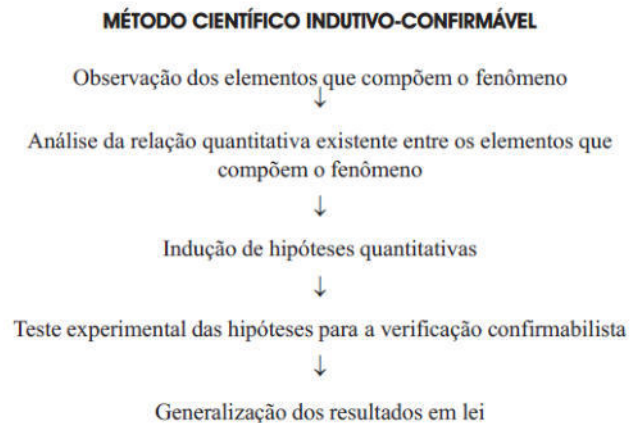 MÉTODO CIENTÍFICO INDUTIVO-CONFIRMÁVEL
Observação dos elementos que compõem o fenômeno
↓
Análise da relação quantitativa existente entre os elementos que
compõem o fenômeno
↓
Indução de hipóteses quantitativas
↓
Teste experimental das hipóteses para a verificação confirmabilista
↓
Generalização dos resultados em lei